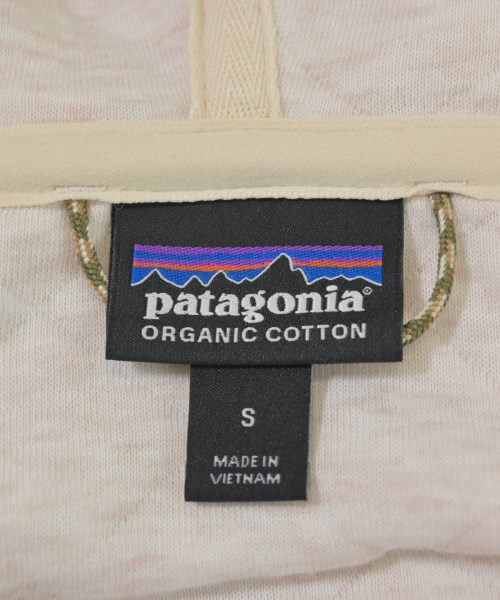 patagonia®
ORGANIC COTTON
S
MADE IN
VIETNAM